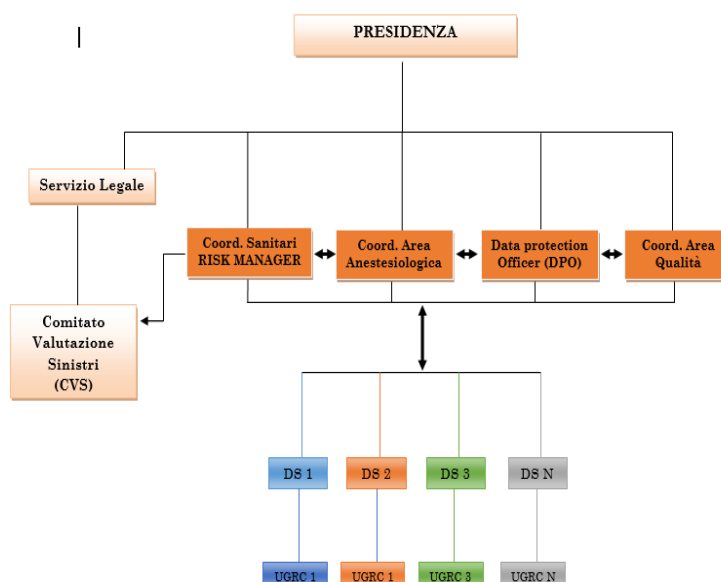 PRESIDENZA
Servizio Legale
Coord. Sanitari
RISK MANAGER
Coord. Area
Anestesiologica
Data protection
Officer (DPO)
Coord. Area
Qualità
Comitato
Valutazione
Sinistri
(CVS)
DS 1
DS 2
DS 3
DS N
UGRC 1
UGRC 1
UGRC 3
UGRC N